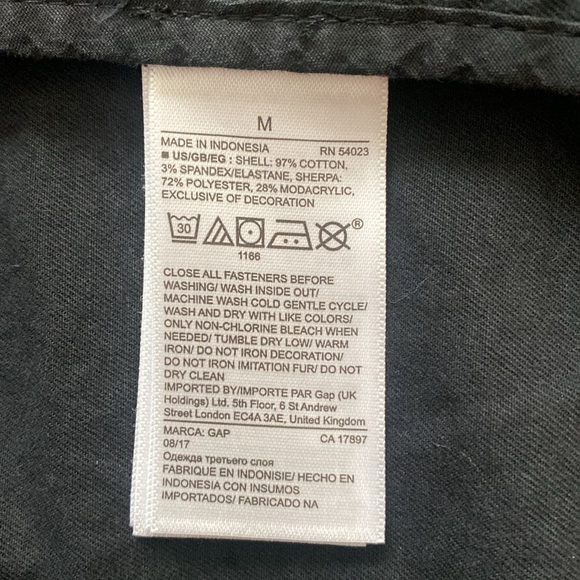 M
MADE IN INDONESIA RN 54023
■ US/GB/EG : SHELL: 97% COTTON,
3% SPANDEX/ELASTANE, SHERPA:
72% POLYESTER, 28% MODACRYLIC,
EXCLUSIVE OF DECORATION
30 ®
1166
CLOSE ALL FASTENERS BEFORE
WASHING/ WASH INSIDE OUT/
MACHINE WASH COLD GENTLE CYCLE/
WASH AND DRY WITH LIKE COLORS/
ONLY NON-CHLORINE BLEACH WHEN
NEEDED/ TUMBLE DRY LOW/ WARM
IRON/ DO NOT IRON DECORATION/
DO NOT IRON IMITATION FUR/ DO NOT
DRY CLEAN
IMPORTED BY/IMPORTE PAR Gap (UK
Holdings) Ltd. 5th Floor, 6 St Andrew
Street London EC4A 3AE, United Kingdom
MARCA: GAP CA 17897
08/17
Одежда третьего слоя
FABRIQUE EN INDONISIE/ HECHO EN
INDONESIA CON INSUMOS
IMPORTADOS/ FABRICADO NA